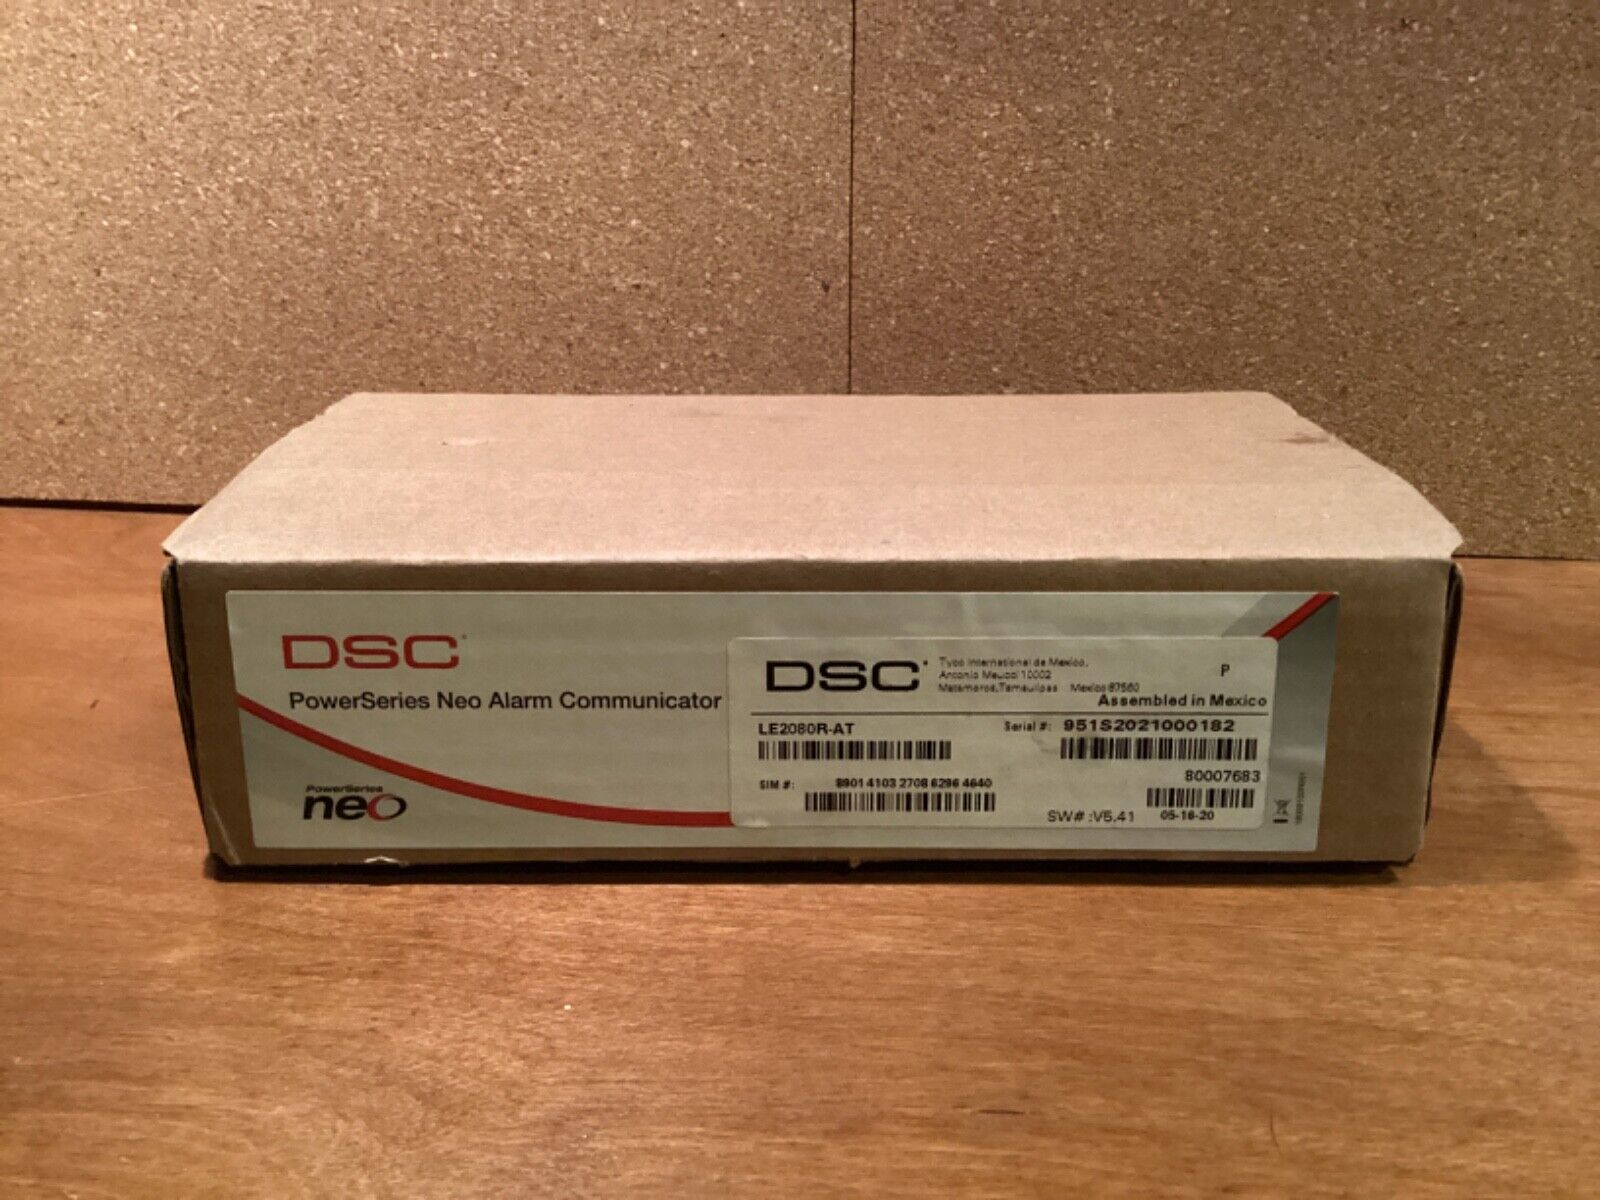 DSC
PowerSeries Neo Alarm Communicator
PowerSeries
neo
DSC
Tyco International de Mexico,
Antonio Meucci 10002
Matamoros, Tamaulipas Mexico 87560
P
Assembled in Mexico
LE2080R-AT
Serial #: 951S2021000182
SIM #: 8901 4103 2708 6296 4640
80007683
SW# :V5.41 05-18-20